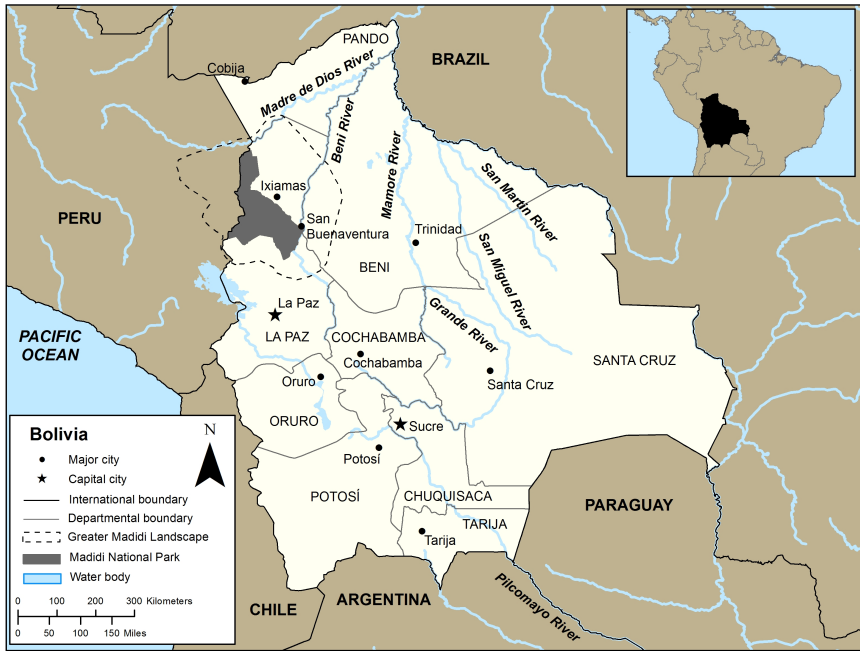 PANDO
Cobija
BRAZIL
Madre de Dios River
Beni River
Mamore River
San Martin River
Ixiamas
PERU
San
Buenaventura
Trinidad
San Miguel River
BENI
La Paz
Grande River
PACIFIC
OCEAN
LA PAZ
COCHABAMBA
Cochabamba
SANTA CRUZ
Oruro
Santa Cruz
ORURO
Sucre
Potosí
POTOSÍ
CHUQUISACA
PARAGUAY
TARIJA
Tarija
Pilcomayo River
CHILE
ARGENTINA
Bolivia
N
Major city
Capital city
International boundary
Departmental boundary
Greater Madidi Landscape
Madidi National Park
Water body
0 100 200 300 Kilometers
0 50 100 150 Miles